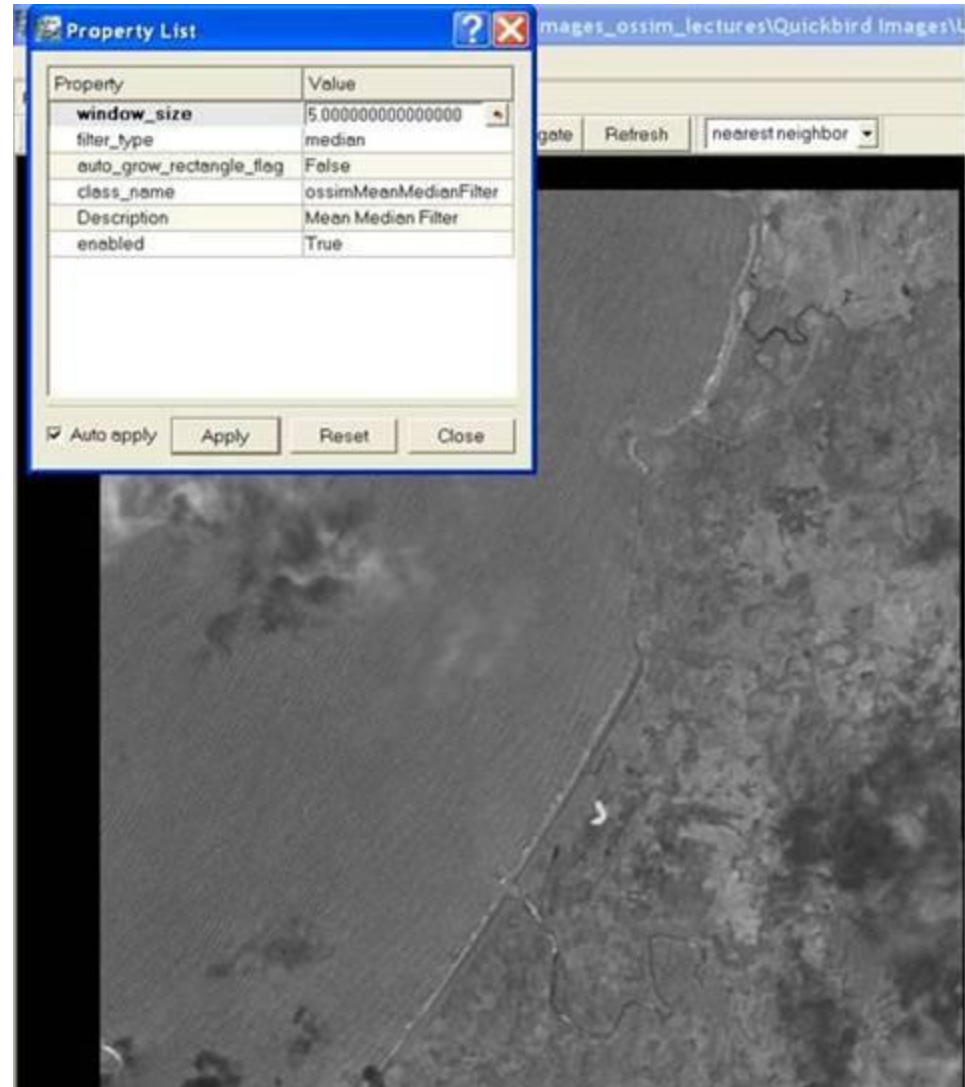 Property List
mages_ossim_lectures\Quickbird Images\
Property Value
window_size 5.000000000000000
filter_type median
auto_grow_rectangle_flag False
class_name ossimMeanMedianFilter
Description Mean Median Filter
enabled True
gate Refresh nearest neighbor
Auto apply Apply Reset Close